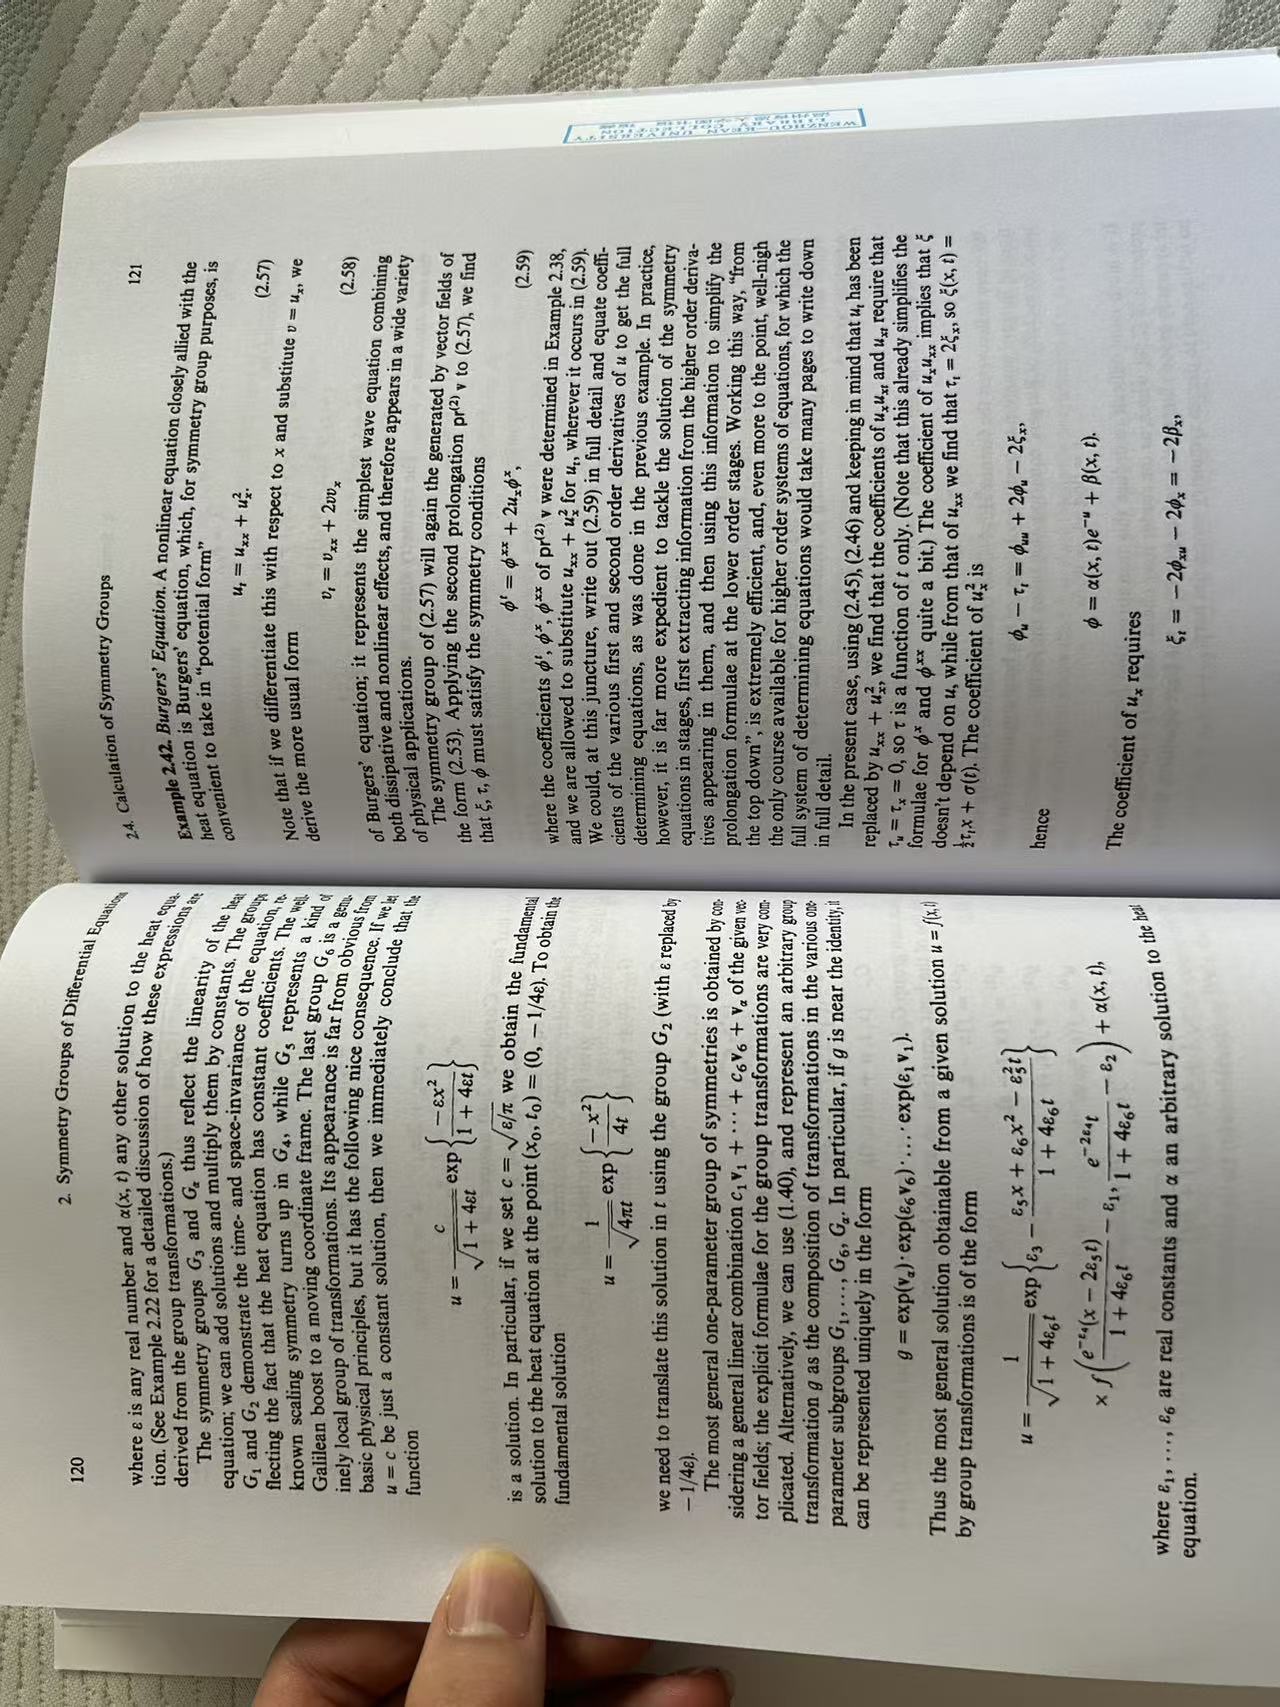 120
2. Symmetry Groups of Differential Equations
where ε is any real number and α(x, t) any other solution to the heat equa-
tion. (See Example 2.22 for a detailed discussion of how these expressions are
derived from the group transformations.)
The symmetry groups G₃ and G_α thus reflect the linearity of the heat
equation; we can add solutions and multiply them by constants. The groups
G₁ and G₂ demonstrate the time- and space-invariance of the equation, re-
flecting the fact that the heat equation has constant coefficients. The well-
known scaling symmetry turns up in G₄, while G₅ represents a kind of
Galilean boost to a moving coordinate frame. The last group G₆ is a genu-
inely local group of transformations. Its appearance is far from obvious from
basic physical principles, but it has the following nice consequence. If we let
u = c be just a constant solution, then we immediately conclude that the
function
u = c/√(1 + 4εt) exp{−εx²/(1 + 4εt)}
is a solution. In particular, if we set c = √(ε/π) we obtain the fundamental
solution to the heat equation at the point (x₀, t₀) = (0, −1/4ε). To obtain the
fundamental solution
u = 1/√(4πt) exp{−x²/4t}
we need to translate this solution in t using the group G₂ (with ε replaced by
−1/4ε).
The most general one-parameter group of symmetries is obtained by con-
sidering a general linear combination c₁v₁ + ··· + c₆v₆ + v_α of the given vec-
tor fields; the explicit formulae for the group transformations are very com-
plicated. Alternatively, we can use (1.40), and represent an arbitrary group
transformation g as the composition of transformations in the various one-
parameter subgroups G₁, ..., G₆, G_α. In particular, if g is near the identity, it
can be represented uniquely in the form
g = exp(v_α)·exp(ε₆v₆)· ... ·exp(ε₁v₁).
Thus the most general solution obtainable from a given solution u = f(x, t)
by group transformations is of the form
u = 1/√(1 + 4ε₆t) exp{ε₃ − (ε₅x + ε₆x² − ε₅²t)/(1 + 4ε₆t)}
× f(e^{−ε₄}(x − 2ε₅t)/(1 + 4ε₆t) − ε₁, e^{−2ε₄}t/(1 + 4ε₆t) − ε₂) + α(x, t),
where ε₁, ..., ε₆ are real constants and α an arbitrary solution to the heat
equation.
2.4. Calculation of Symmetry Groups
121
Example 2.42. Burgers' Equation. A nonlinear equation closely allied with the
heat equation is Burgers' equation, which, for symmetry group purposes, is
convenient to take in "potential form"
u_t = u_xx + u_x². (2.57)
Note that if we differentiate this with respect to x and substitute v = u_x, we
derive the more usual form
v_t = v_xx + 2vv_x (2.58)
of Burgers' equation; it represents the simplest wave equation combining
both dissipative and nonlinear effects, and therefore appears in a wide variety
of physical applications.
The symmetry group of (2.57) will again the generated by vector fields of
the form (2.53). Applying the second prolongation pr⁽²⁾ v to (2.57), we find
that ξ, τ, ϕ must satisfy the symmetry conditions
ϕ^t = ϕ^xx + 2u_xϕ^x, (2.59)
where the coefficients ϕ^t, ϕ^x, ϕ^xx of pr⁽²⁾ v were determined in Example 2.38,
and we are allowed to substitute u_xx + u_x² for u_t, wherever it occurs in (2.59).
We could, at this juncture, write out (2.59) in full detail and equate coeffi-
cients of the various first and second order derivatives of u to get the full
determining equations, as was done in the previous example. In practice,
however, it is far more expedient to tackle the solution of the symmetry
equations in stages, first extracting information from the higher order deriva-
tives appearing in them, and then using this information to simplify the
prolongation formulae at the lower order stages. Working this way, "from
the top down", is extremely efficient, and, even more to the point, well-nigh
the only course available for higher order systems of equations, for which the
full system of determining equations would take many pages to write down
in full detail.
In the present case, using (2.45), (2.46) and keeping in mind that u_t has been
replaced by u_xx + u_x², we find that the coefficients of u_xu_xt and u_xt require that
τ_u = τ_x = 0, so τ is a function of t only. (Note that this already simplifies the
formulae for ϕ^x and ϕ^xx quite a bit.) The coefficient of u_xu_xx implies that ξ
doesn't depend on u, while from that of u_xx we find that τ_t = 2ξ_x, so ξ(x, t) =
½τ_tx + σ(t). The coefficient of u_x² is
ϕ_u − τ_t = ϕ_uu + 2ϕ_u − 2ξ_x,
hence
ϕ = α(x, t)e^{−u} + β(x, t).
The coefficient of u_x requires
ξ_t = −2ϕ_xu − 2ϕ_x = −2β_x,
WENZHOU-KEAN UNIVERSITY
LIBRARY COLLECTION